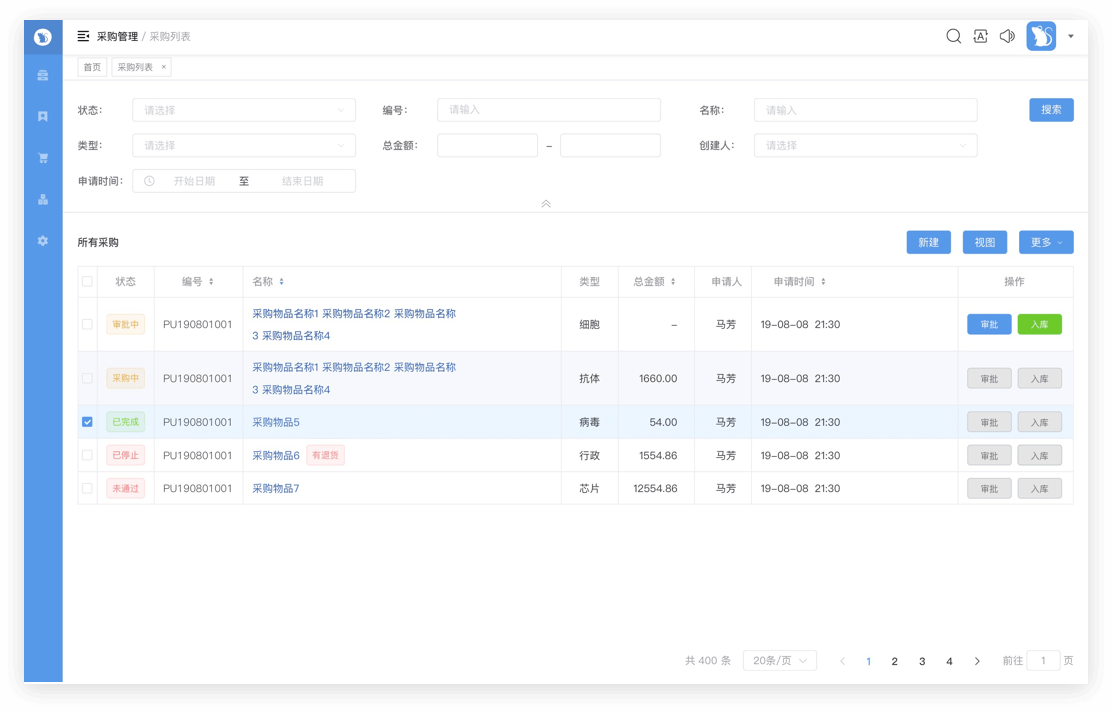 采购管理 / 采购列表
A
首页 采购列表 ×
状态: 请选择 编号: 请输入 名称: 请输入 搜索
类型: 请选择 总金额: – 创建人: 请选择
申请时间: 开始日期 至 结束日期
所有采购 新建 视图 更多
状态 编号 名称 类型 总金额 申请人 申请时间 操作
审批中 PU190801001 采购物品名称1 采购物品名称2 采购物品名称 细胞 – 马芳 19-08-08 21:30 审批 入库
3 采购物品名称4
采购中 PU190801001 采购物品名称1 采购物品名称2 采购物品名称 抗体 1660.00 马芳 19-08-08 21:30 审批 入库
3 采购物品名称4
已完成 PU190801001 采购物品5 病毒 54.00 马芳 19-08-08 21:30 审批 入库
已停止 PU190801001 采购物品6 有退货 行政 1554.86 马芳 19-08-08 21:30 审批 入库
未通过 PU190801001 采购物品7 芯片 12554.86 马芳 19-08-08 21:30 审批 入库
共 400 条 20条/页 < 1 2 3 4 > 前往 1 页